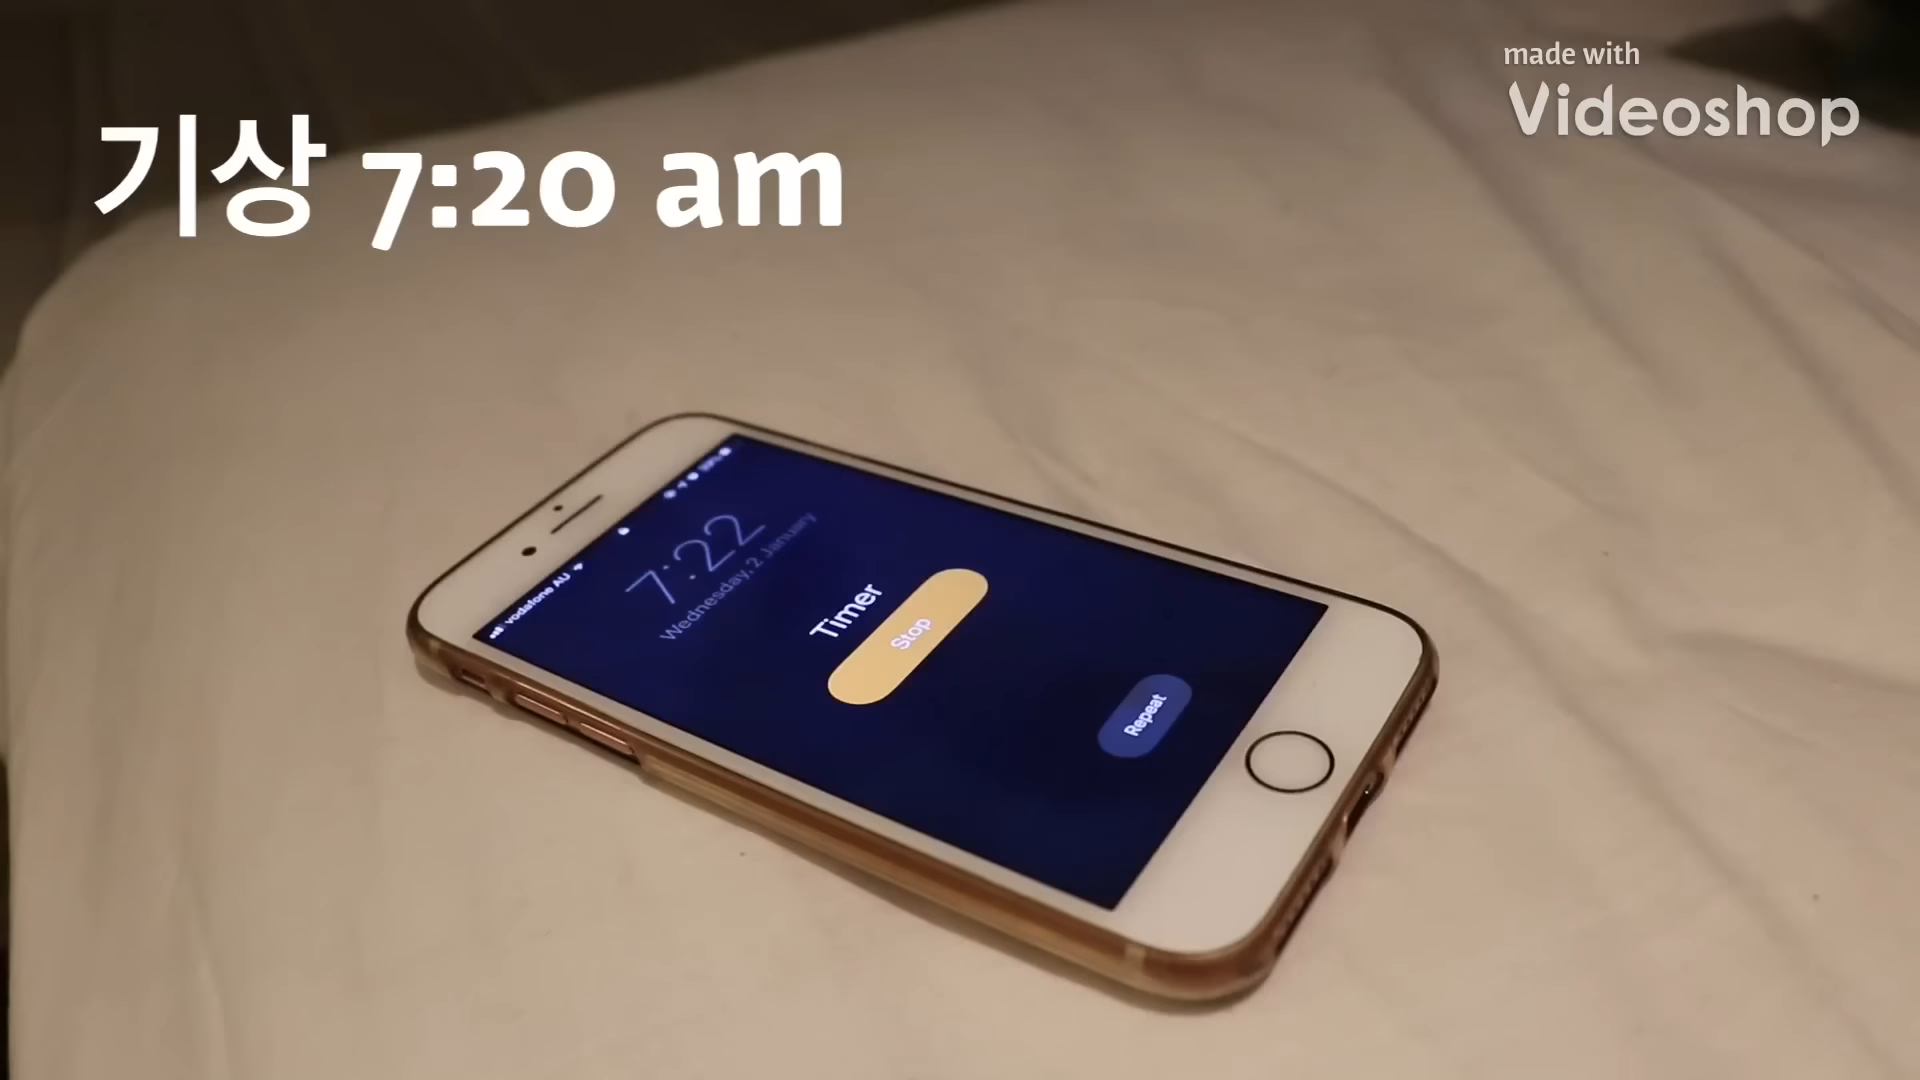 made with
Videoshop
기상 7:20 am
vodafone AU
7:22
Wednesday, 2 January
Timer
Stop
Repeat